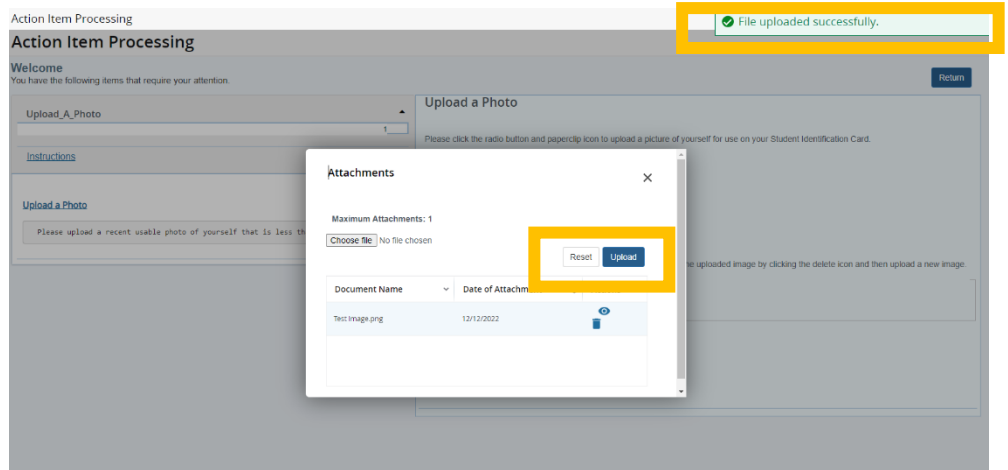 Action Item Processing
File uploaded successfully.
Action Item Processing
Welcome
You have the following items that require your attention.
Return
Upload_A_Photo
1
Instructions
Upload a Photo
Please upload a recent usable photo of yourself that is less th
Upload a Photo
Please click the radio button and paperclip icon to upload a picture of yourself for use on your Student Identification Card.
uploaded image by clicking the delete icon and then upload a new image.
Attachments
Maximum Attachments: 1
Choose file No file chosen
Reset Upload
Document Name Date of Attachm
Test Image.png 12/12/2022